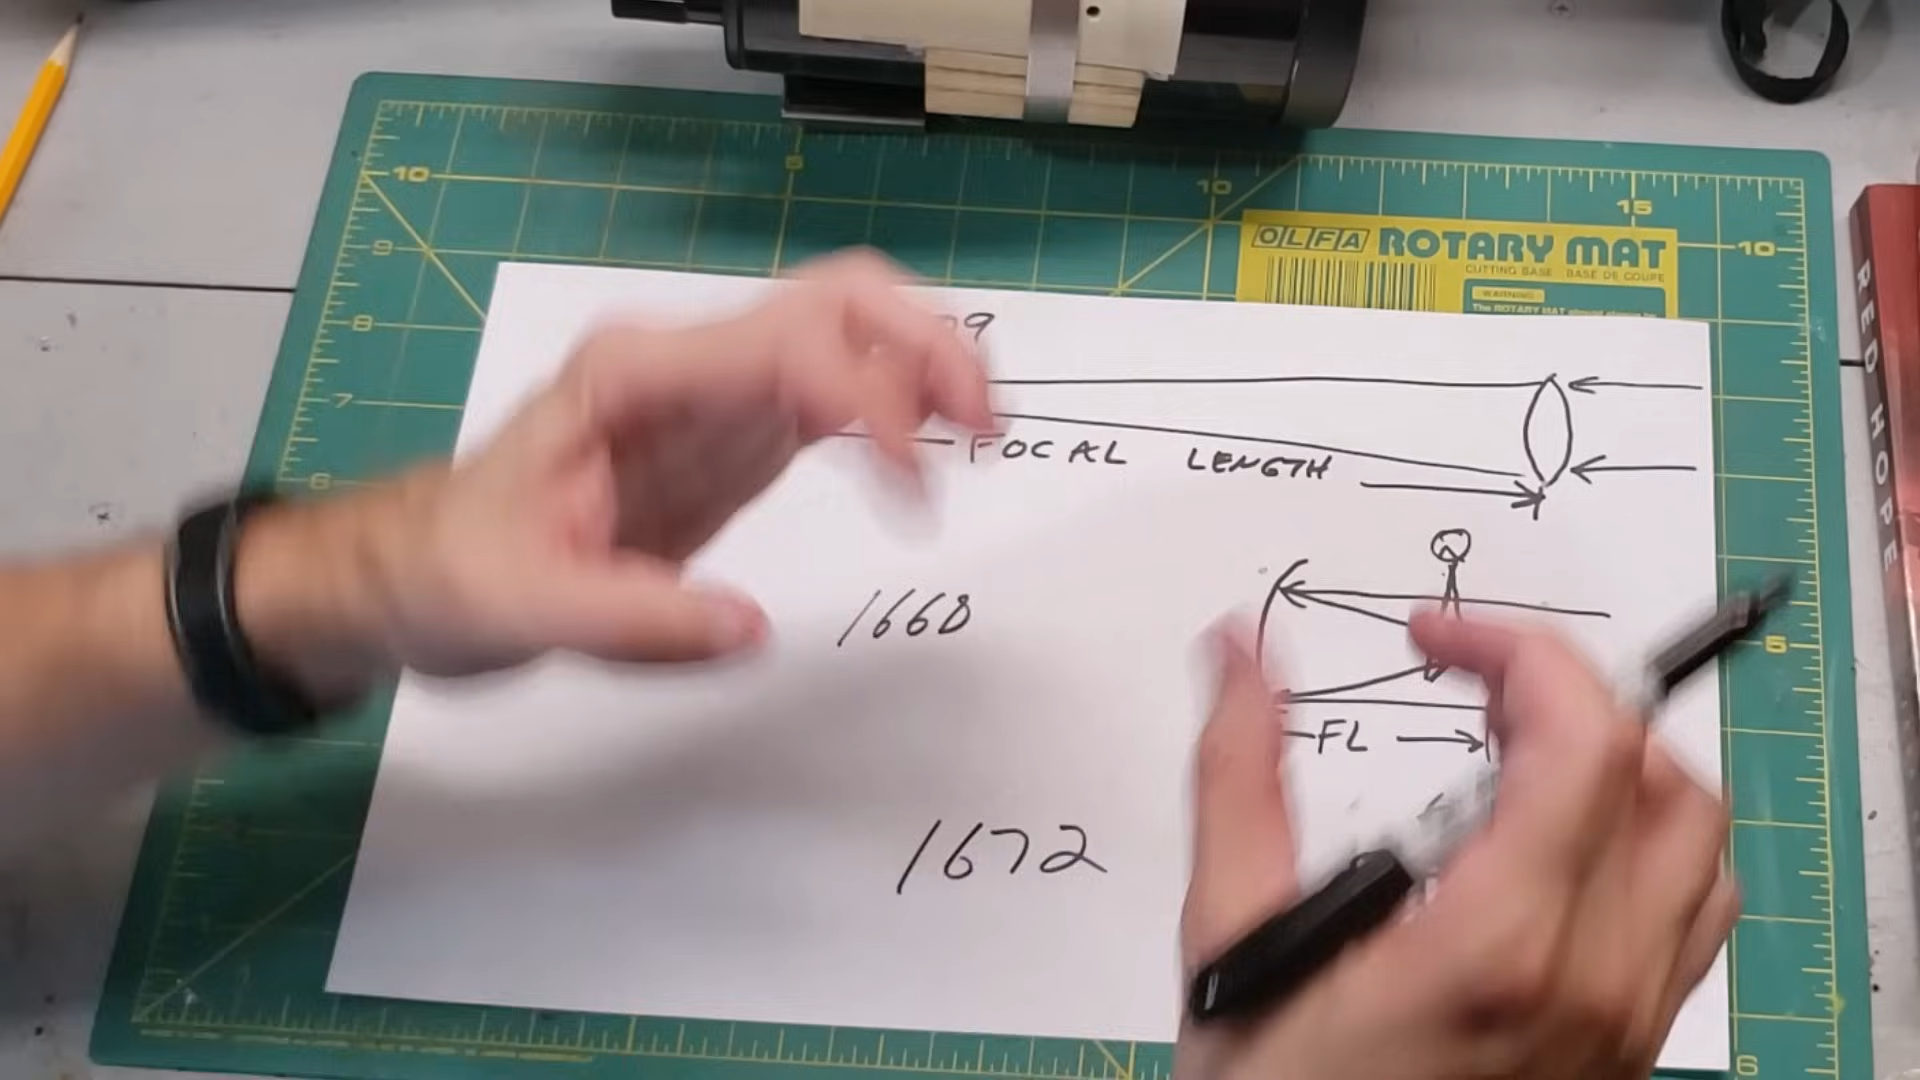 10
5
10
15
9
OLFA ROTARY MAT
10
CUTTING BASE BASE DE COUPE
WARNING
8
9
7
FOCAL LENGTH
6
RED HOPE
1668
5
FL
1672
6